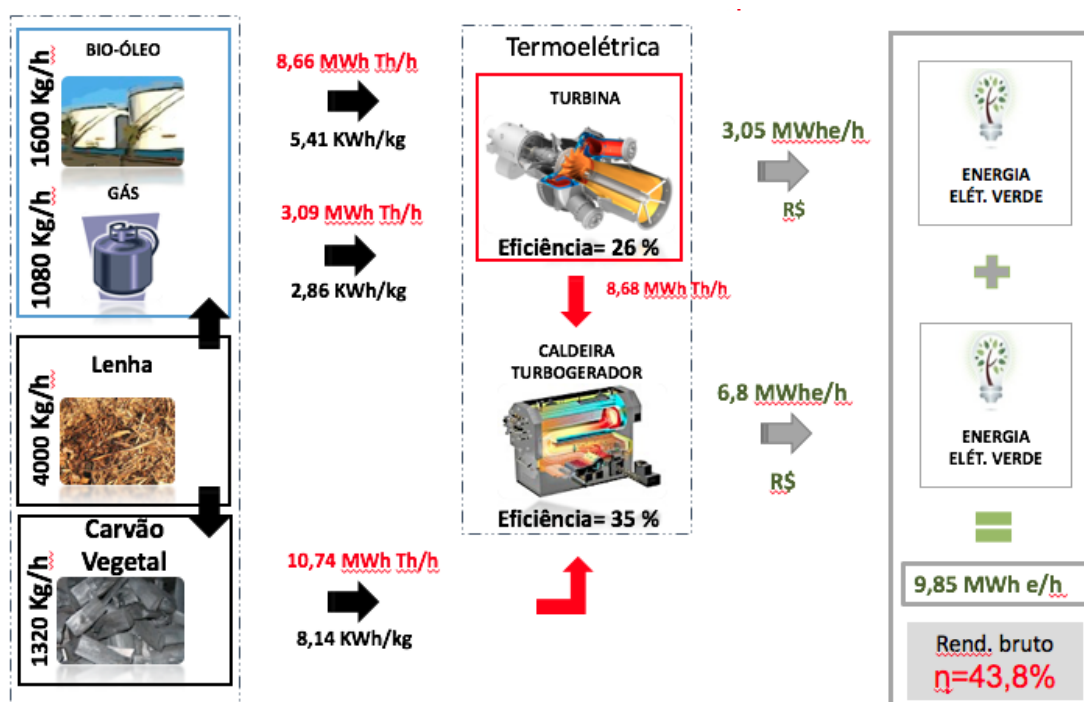 BIO-ÓLEO
1600 Kg/h
GÁS
1080 Kg/h
Lenha
4000 Kg/h
Carvão
Vegetal
1320 Kg/h
8,66 MWh Th/h
5,41 KWh/kg
3,09 MWh Th/h
2,86 KWh/kg
10,74 MWh Th/h
8,14 KWh/kg
Termoelétrica
TURBINA
Eficiência= 26 %
8,68 MWh Th/h
CALDEIRA
TURBOGERADOR
Eficiência= 35 %
3,05 MWhe/h
R$
6,8 MWhe/h
R$
ENERGIA
ELÉT. VERDE
ENERGIA
ELÉT. VERDE
9,85 MWh e/h
Rend. bruto
η=43,8%